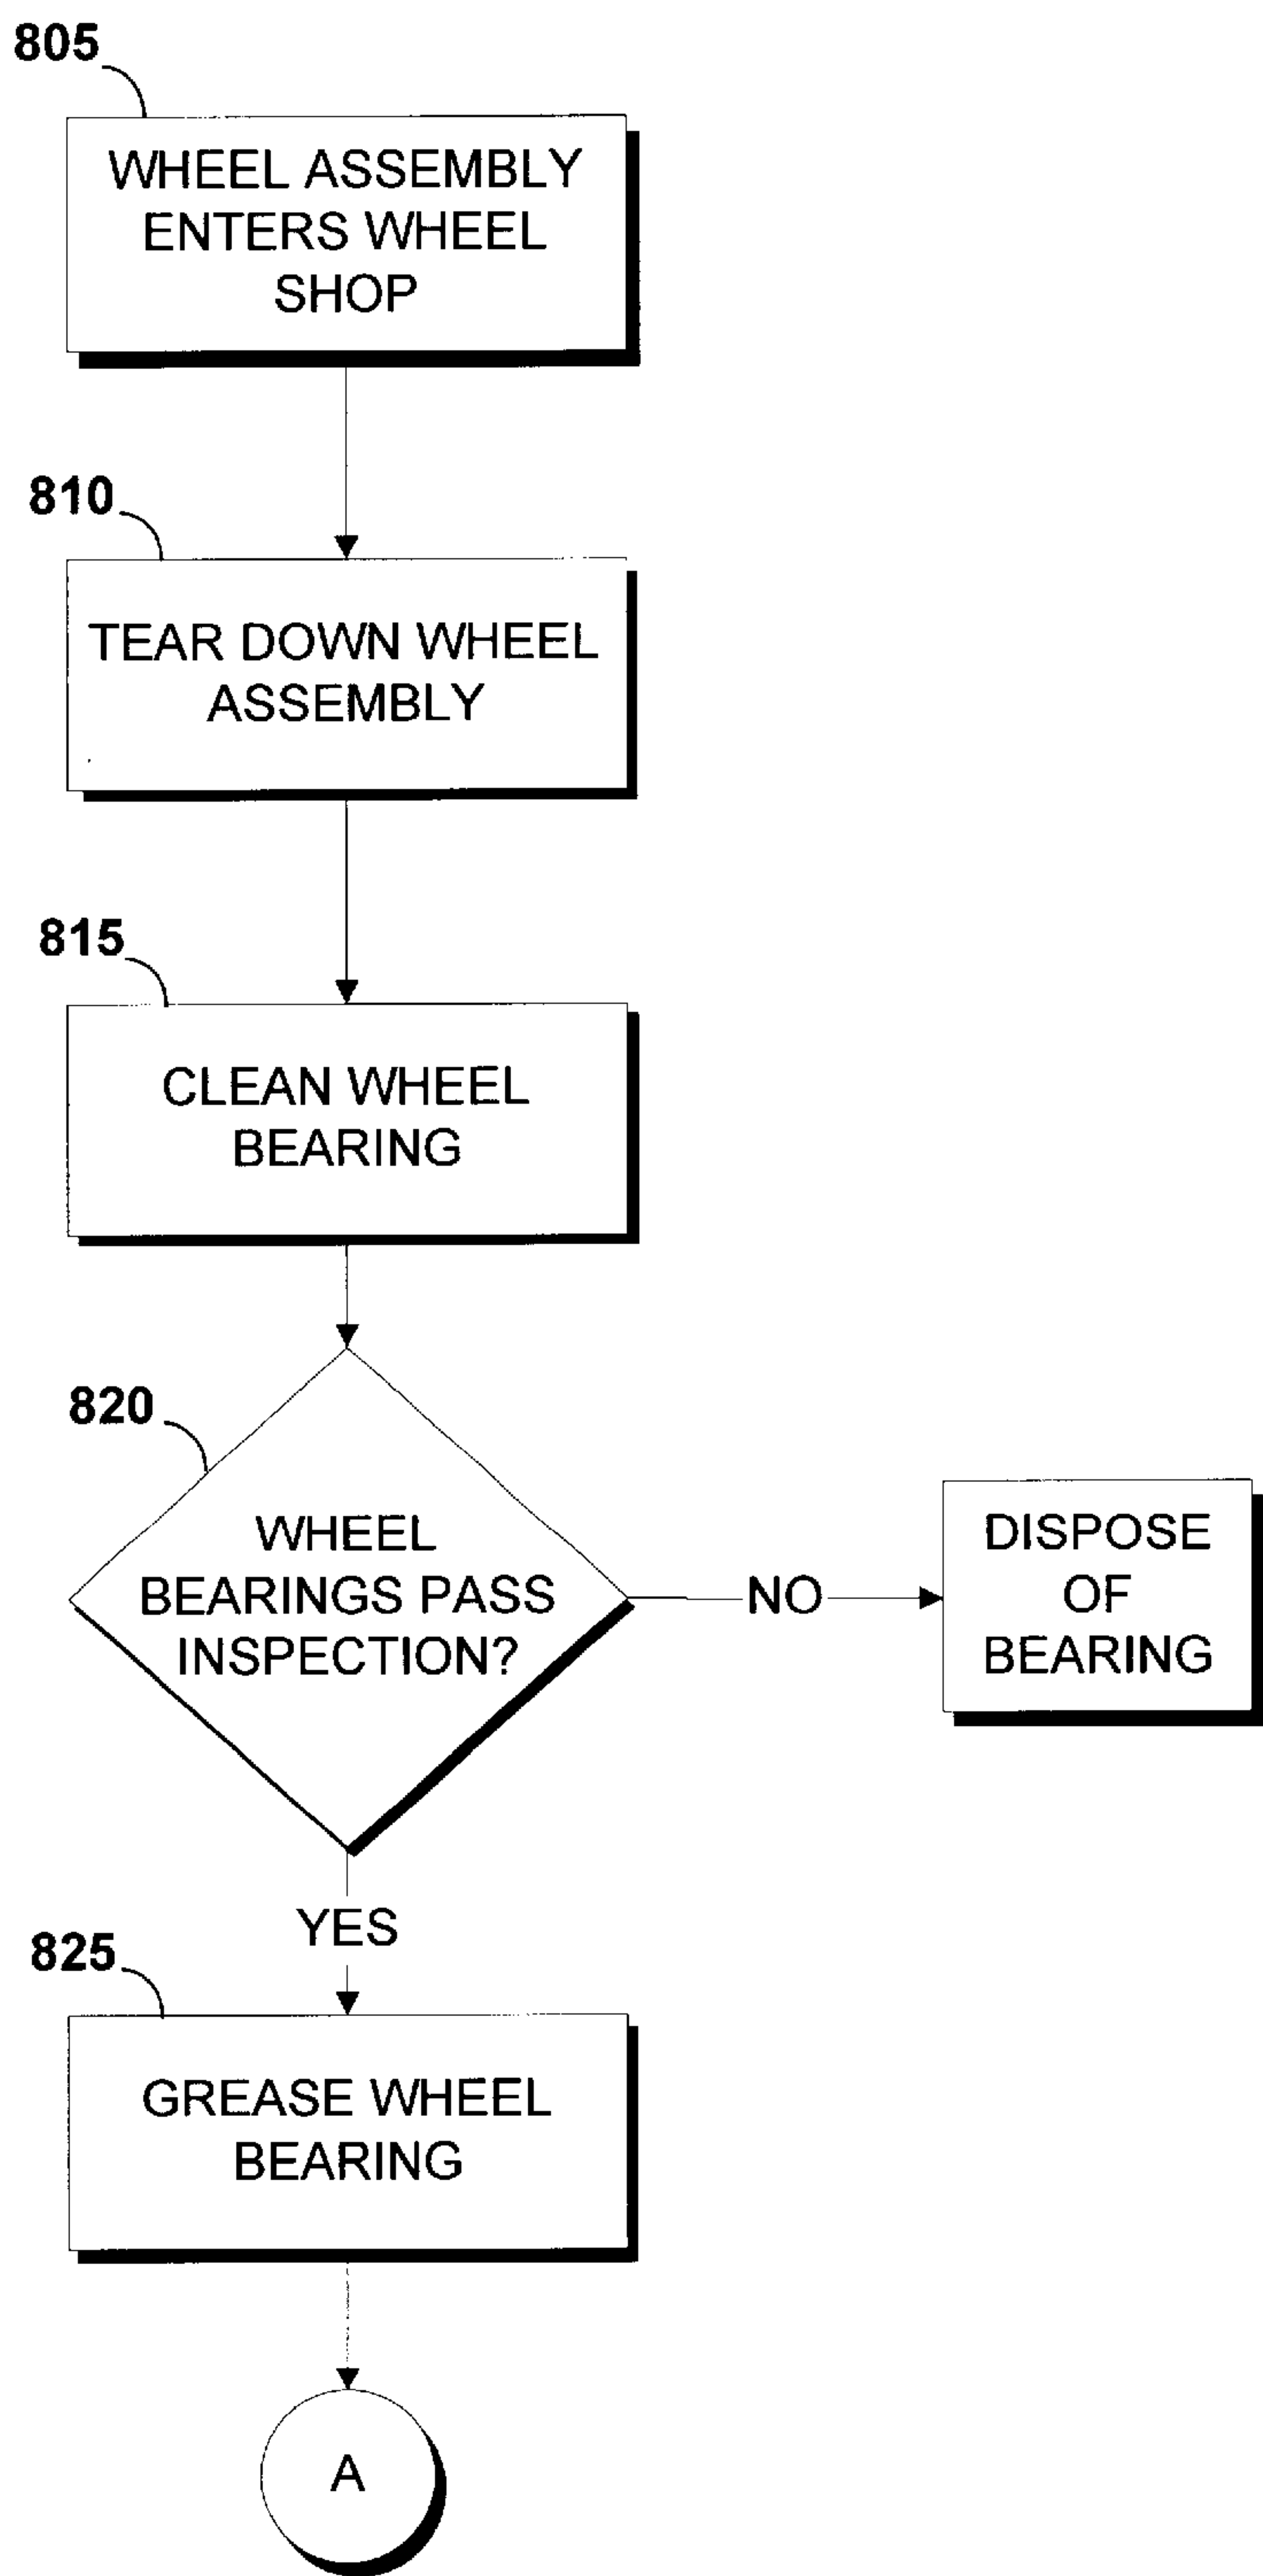 805
WHEEL ASSEMBLY
ENTERS WHEEL
SHOP
810
TEAR DOWN WHEEL
ASSEMBLY
815
CLEAN WHEEL
BEARING
820
WHEEL
BEARINGS PASS
INSPECTION?
NO
DISPOSE
OF
BEARING
YES
825
GREASE WHEEL
BEARING
A